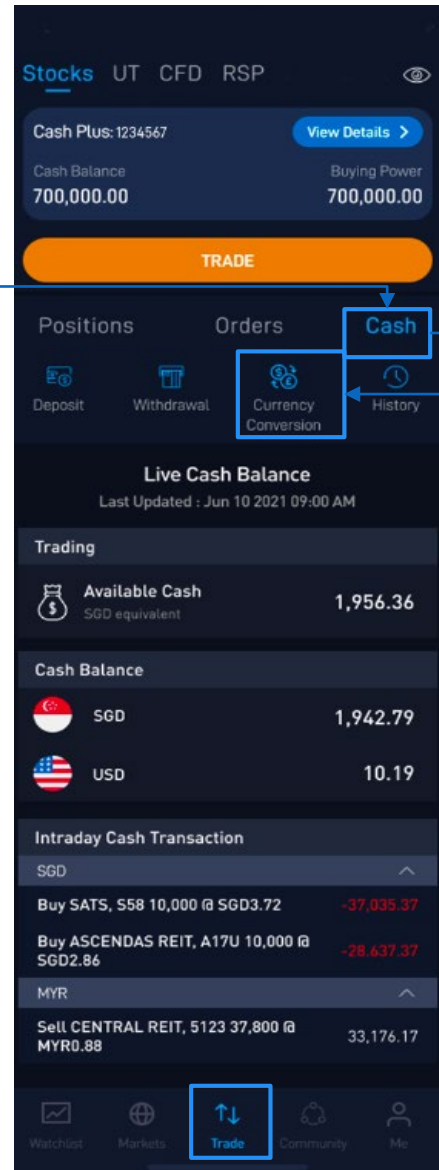 Stocks UT CFD RSP
Cash Plus: 1234567 View Details >
Cash Balance Buying Power
700,000.00 700,000.00
TRADE
Positions Orders Cash
Deposit Withdrawal Currency Conversion History
Live Cash Balance
Last Updated : Jun 10 2021 09:00 AM
Trading
Available Cash
SGD equivalent
1,956.36
Cash Balance
SGD 1,942.79
USD 10.19
Intraday Cash Transaction
SGD
Buy SATS, S58 10,000 @ SGD3.72 -37,035.37
Buy ASCENDAS REIT, A17U 10,000 @
SGD2.86
-28,637.37
MYR
Sell CENTRAL REIT, 5123 37,800 @
MYR0.88
33,176.17
Watchlist Markets Trade Community Me